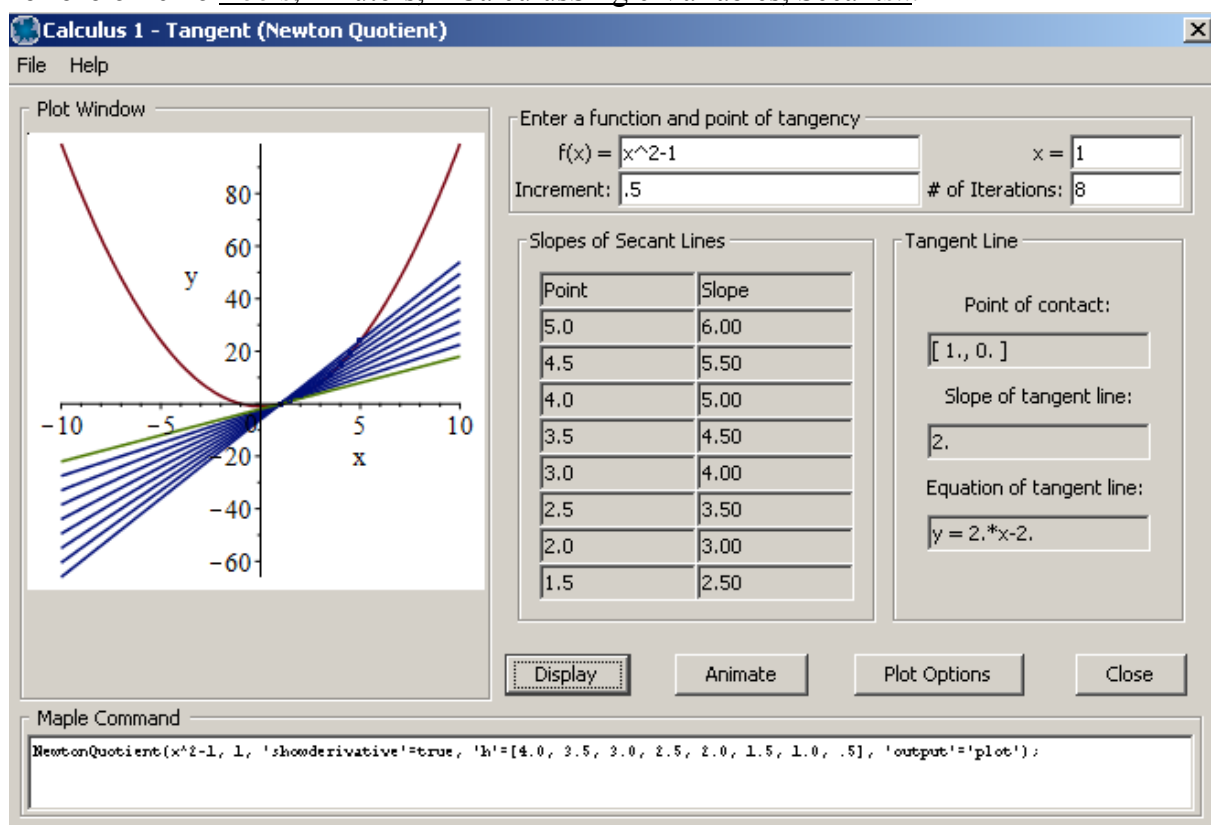 Calculus 1 - Tangent (Newton Quotient)
File Help
Plot Window
80
60
y
40
20
-10 -5 0 5 10
-20
x
-40
-60
Enter a function and point of tangency
f(x) = x^2-1 x = 1
Increment: .5 # of Iterations: 8
Slopes of Secant Lines
Point Slope
5.0 6.00
4.5 5.50
4.0 5.00
3.5 4.50
3.0 4.00
2.5 3.50
2.0 3.00
1.5 2.50
Tangent Line
Point of contact:
[ 1., 0. ]
Slope of tangent line:
2.
Equation of tangent line:
y = 2.*x-2.
Display Animate Plot Options Close
Maple Command
NewtonQuotient(x^2-1, 1, 'showderivative'=true, 'h'=[4.0, 3.5, 3.0, 2.5, 2.0, 1.5, 1.0, .5], 'output'='plot');